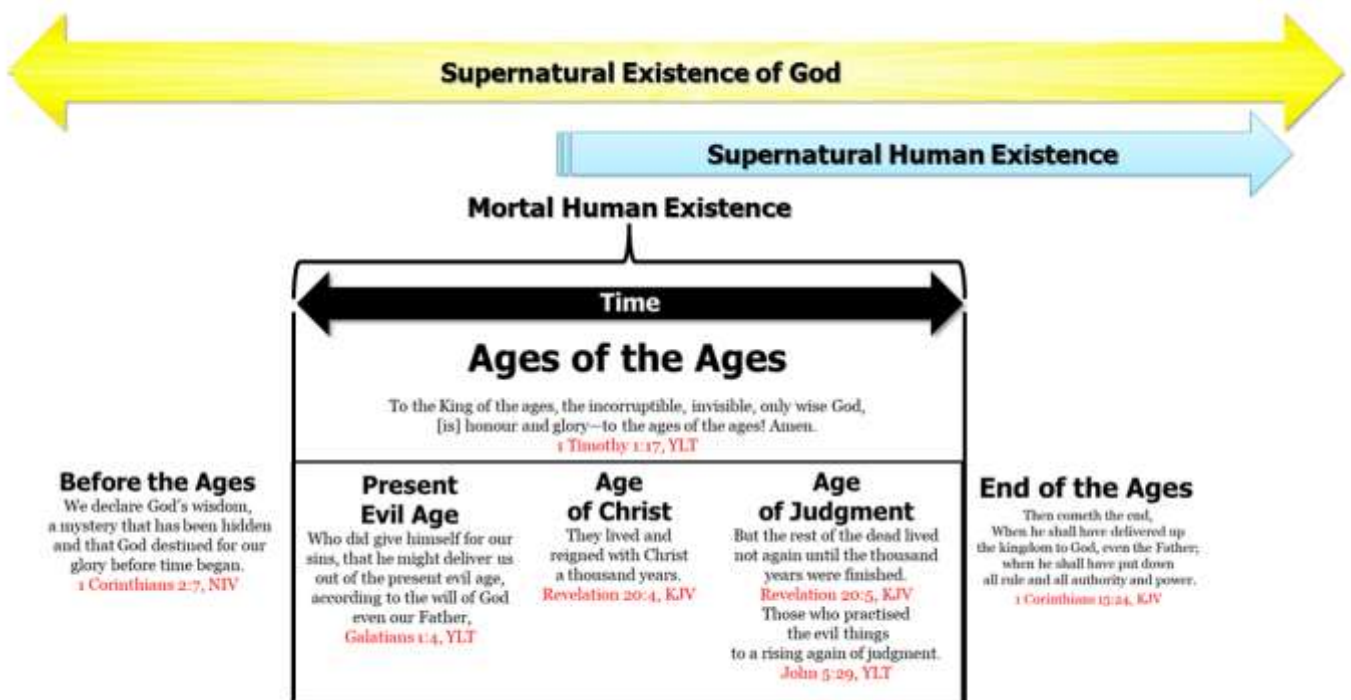 Supernatural Existence of God
Supernatural Human Existence
Mortal Human Existence
Time
Ages of the Ages
To the King of the ages, the incorruptible, invisible, only wise God,
[is] honour and glory—to the ages of the ages! Amen.
1 Timothy 1:17, YLT
Before the Ages
We declare God's wisdom,
a mystery that has been hidden
and that God destined for our
glory before time began.
1 Corinthians 2:7, NIV
Present
Evil Age
Who did give himself for our
sins, that he might deliver us
out of the present evil age,
according to the will of God
even our Father,
Galatians 1:4, YLT
Age
of Christ
They lived and
reigned with Christ
a thousand years.
Revelation 20:4, KJV
Age
of Judgment
But the rest of the dead lived
not again until the thousand
years were finished.
Revelation 20:5, KJV
Those who practised
the evil things
to a rising again of judgment.
John 5:29, YLT
End of the Ages
Then cometh the end,
When he shall have delivered up
the kingdom to God, even the Father;
when he shall have put down
all rule and all authority and power.
1 Corinthians 15:24, KJV